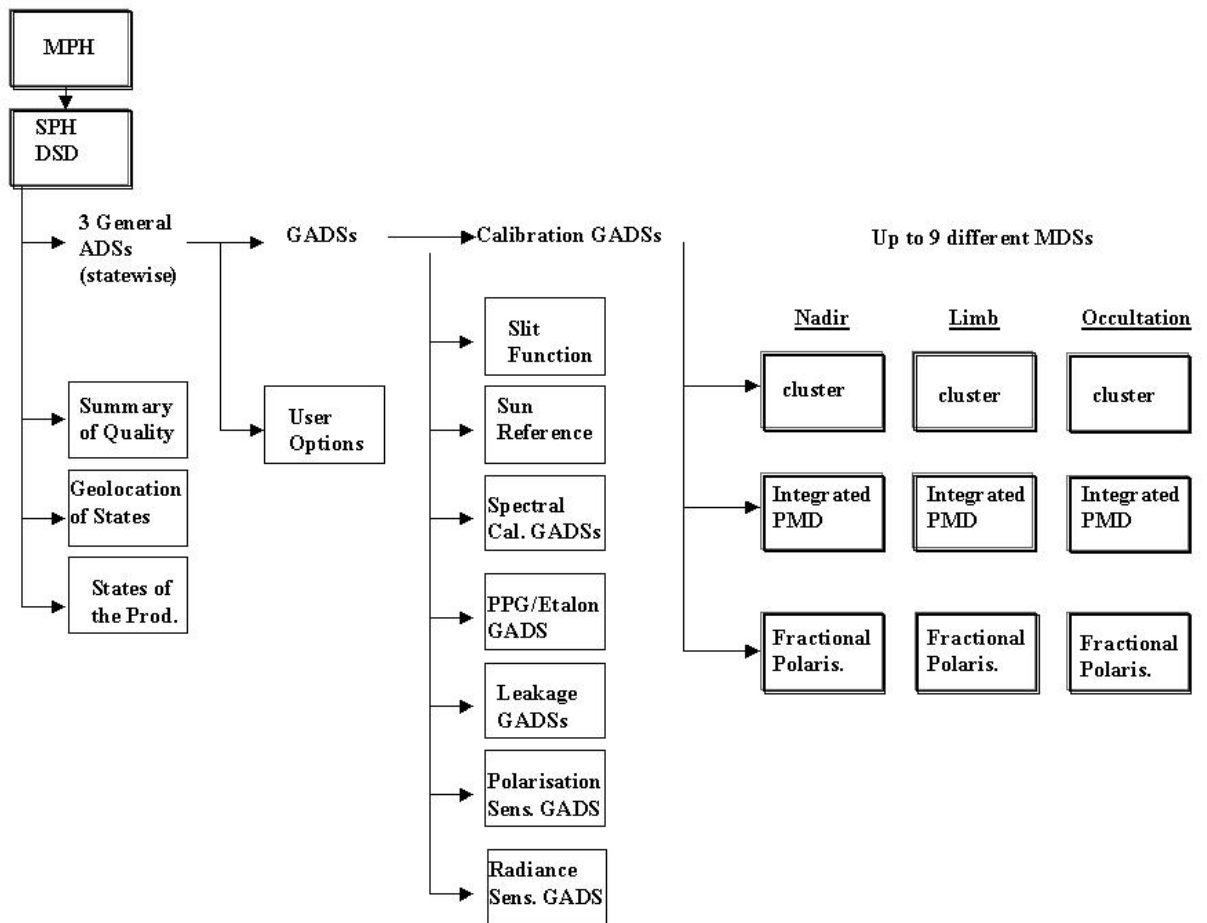 MPH
SPH
DSD
3 General
ADSs
(statewise)
GADSs
Calibration GADSs
Up to 9 different MDSs
Summary
of Quality
Geolocation
of States
States of
the Prod.
User
Options
Slit
Function
Sun
Reference
Spectral
Cal. GADSs
PPG/Etalon
GADS
Leakage
GADSs
Polarisation
Sens. GADS
Radiance
Sens. GADS
Nadir
Limb
Occultation
cluster
cluster
cluster
Integrated
PMD
Integrated
PMD
Integrated
PMD
Fractional
Polaris.
Fractional
Polaris.
Fractional
Polaris.